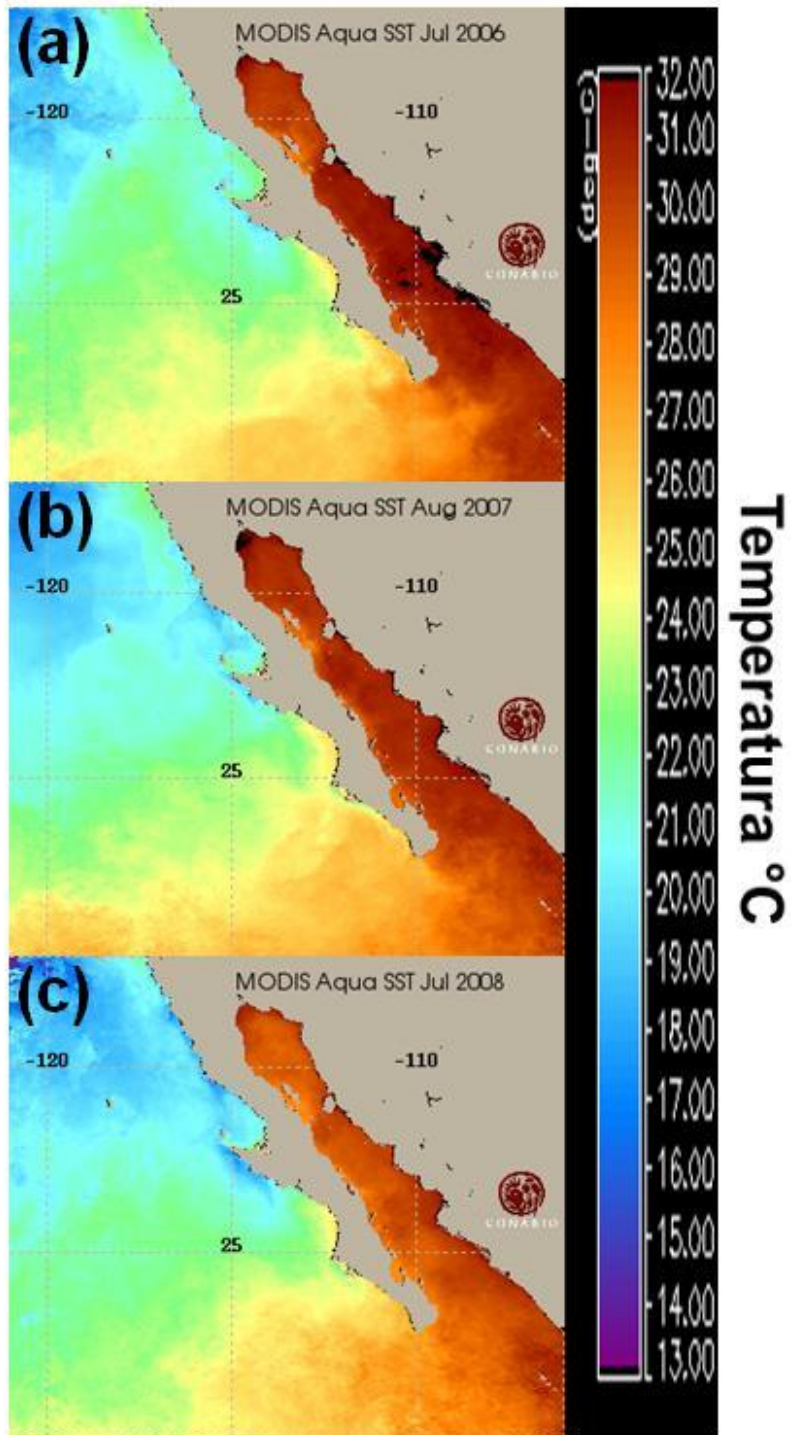 (a)
MODIS Aqua SST Jul 2006
-120
-110
CONABIO
25
(b)
MODIS Aqua SST Aug 2007
-120
-110
CONABIO
25
(c)
MODIS Aqua SST Jul 2008
-120
-110
CONABIO
25
(deg-C)
32.00
31.00
30.00
29.00
28.00
27.00
26.00
25.00
24.00
23.00
22.00
21.00
20.00
19.00
18.00
17.00
16.00
15.00
14.00
13.00
Temperatura °C